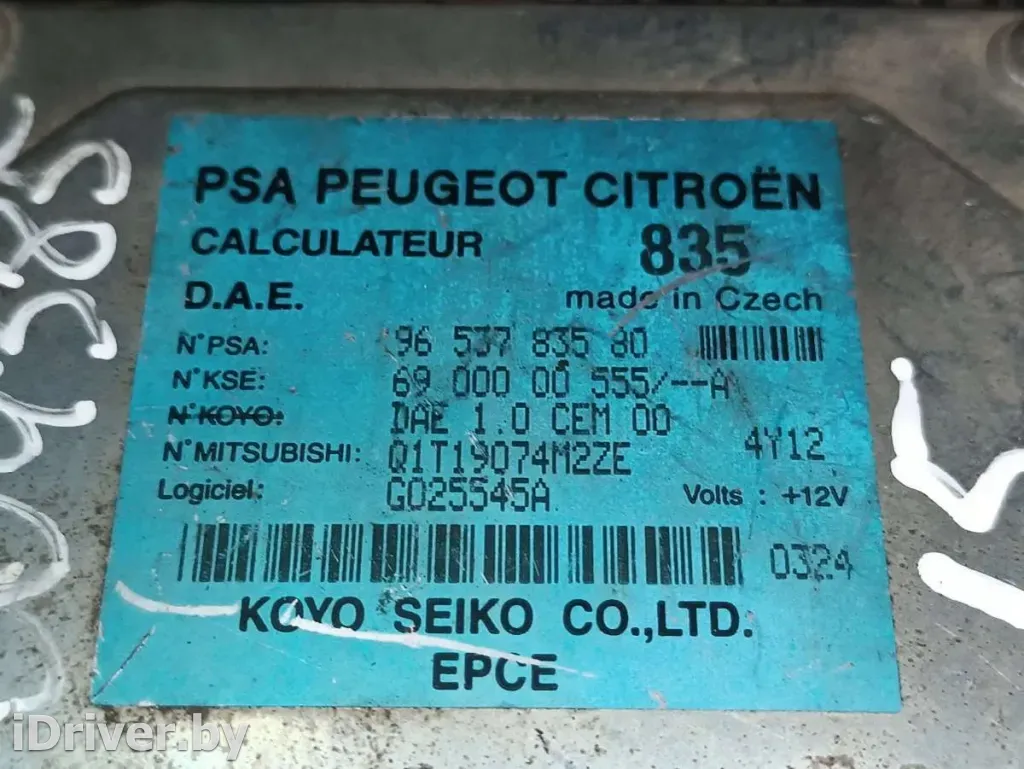 PSA PEUGEOT CITROËN
CALCULATEUR 835
D.A.E. made in Czech
N°PSA: 96 537 835 80
N°KSE: 69 000 00 555/--A
N°KOYO: DAE 1.0 CEM 00
N°MITSUBISHI: Q1T19074M2ZE 4Y12
Logiciel: G025545A Volts : +12V
0324
KOYO SEIKO CO.,LTD.
EPCE
iDriver.by